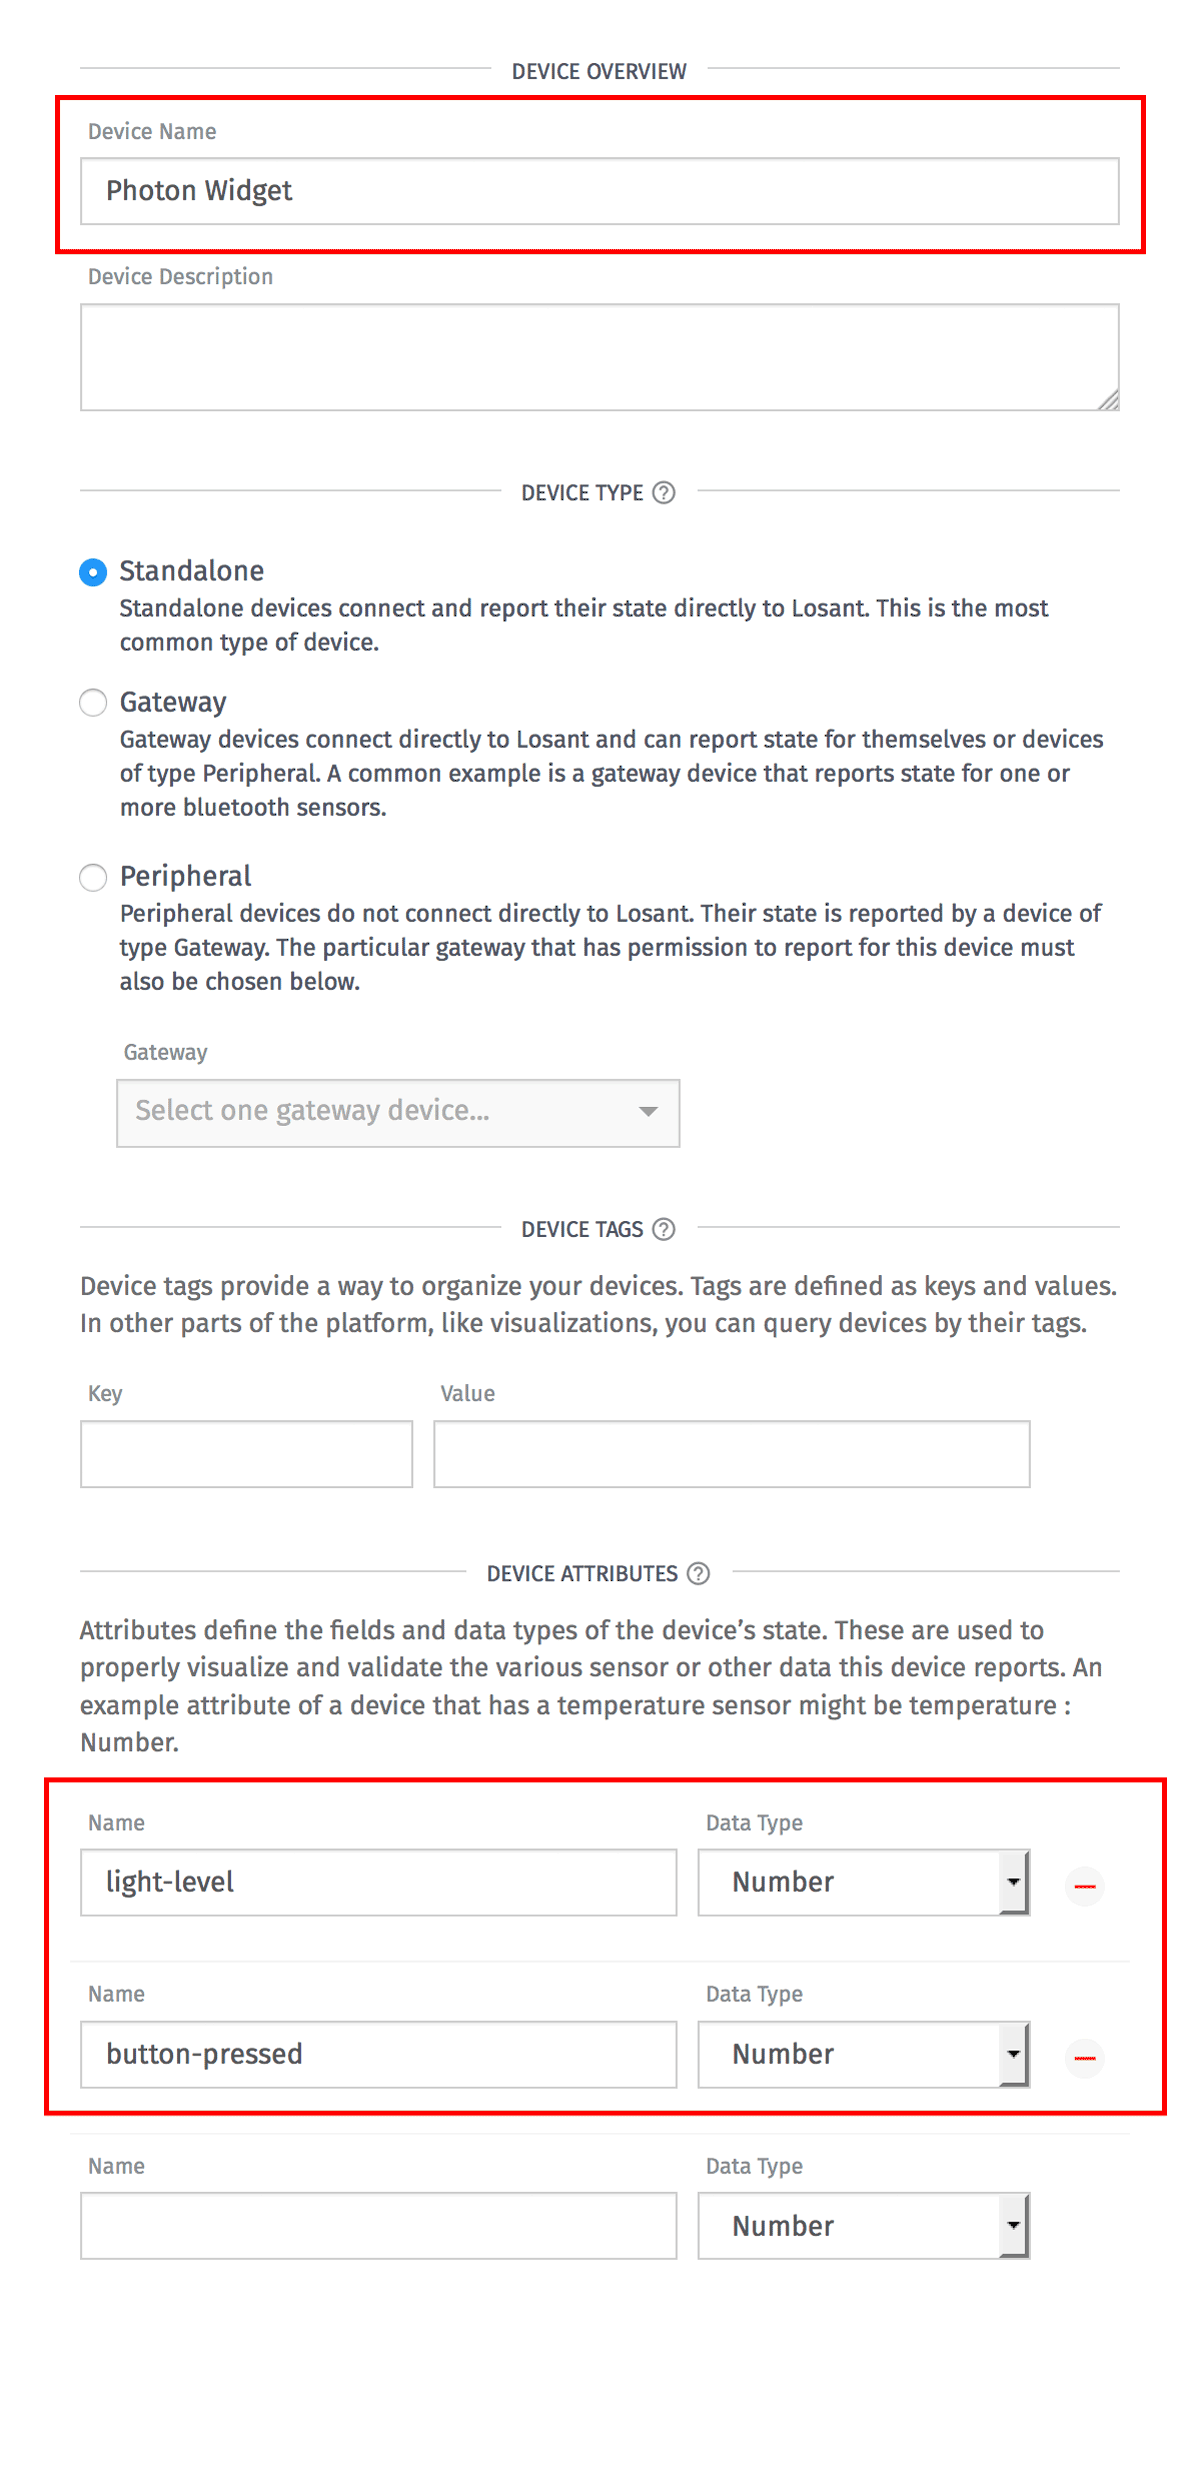 DEVICE OVERVIEW
Device Name
Photon Widget
Device Description
DEVICE TYPE ?
Standalone
Standalone devices connect and report their state directly to Losant. This is the most
common type of device.
Gateway
Gateway devices connect directly to Losant and can report state for themselves or devices
of type Peripheral. A common example is a gateway device that reports state for one or
more bluetooth sensors.
Peripheral
Peripheral devices do not connect directly to Losant. Their state is reported by a device of
type Gateway. The particular gateway that has permission to report for this device must
also be chosen below.
Gateway
Select one gateway device...
DEVICE TAGS ?
Device tags provide a way to organize your devices. Tags are defined as keys and values.
In other parts of the platform, like visualizations, you can query devices by their tags.
Key Value
DEVICE ATTRIBUTES ?
Attributes define the fields and data types of the device’s state. These are used to
properly visualize and validate the various sensor or other data this device reports. An
example attribute of a device that has a temperature sensor might be temperature :
Number.
Name Data Type
light-level Number
Name Data Type
button-pressed Number
Name Data Type
Number